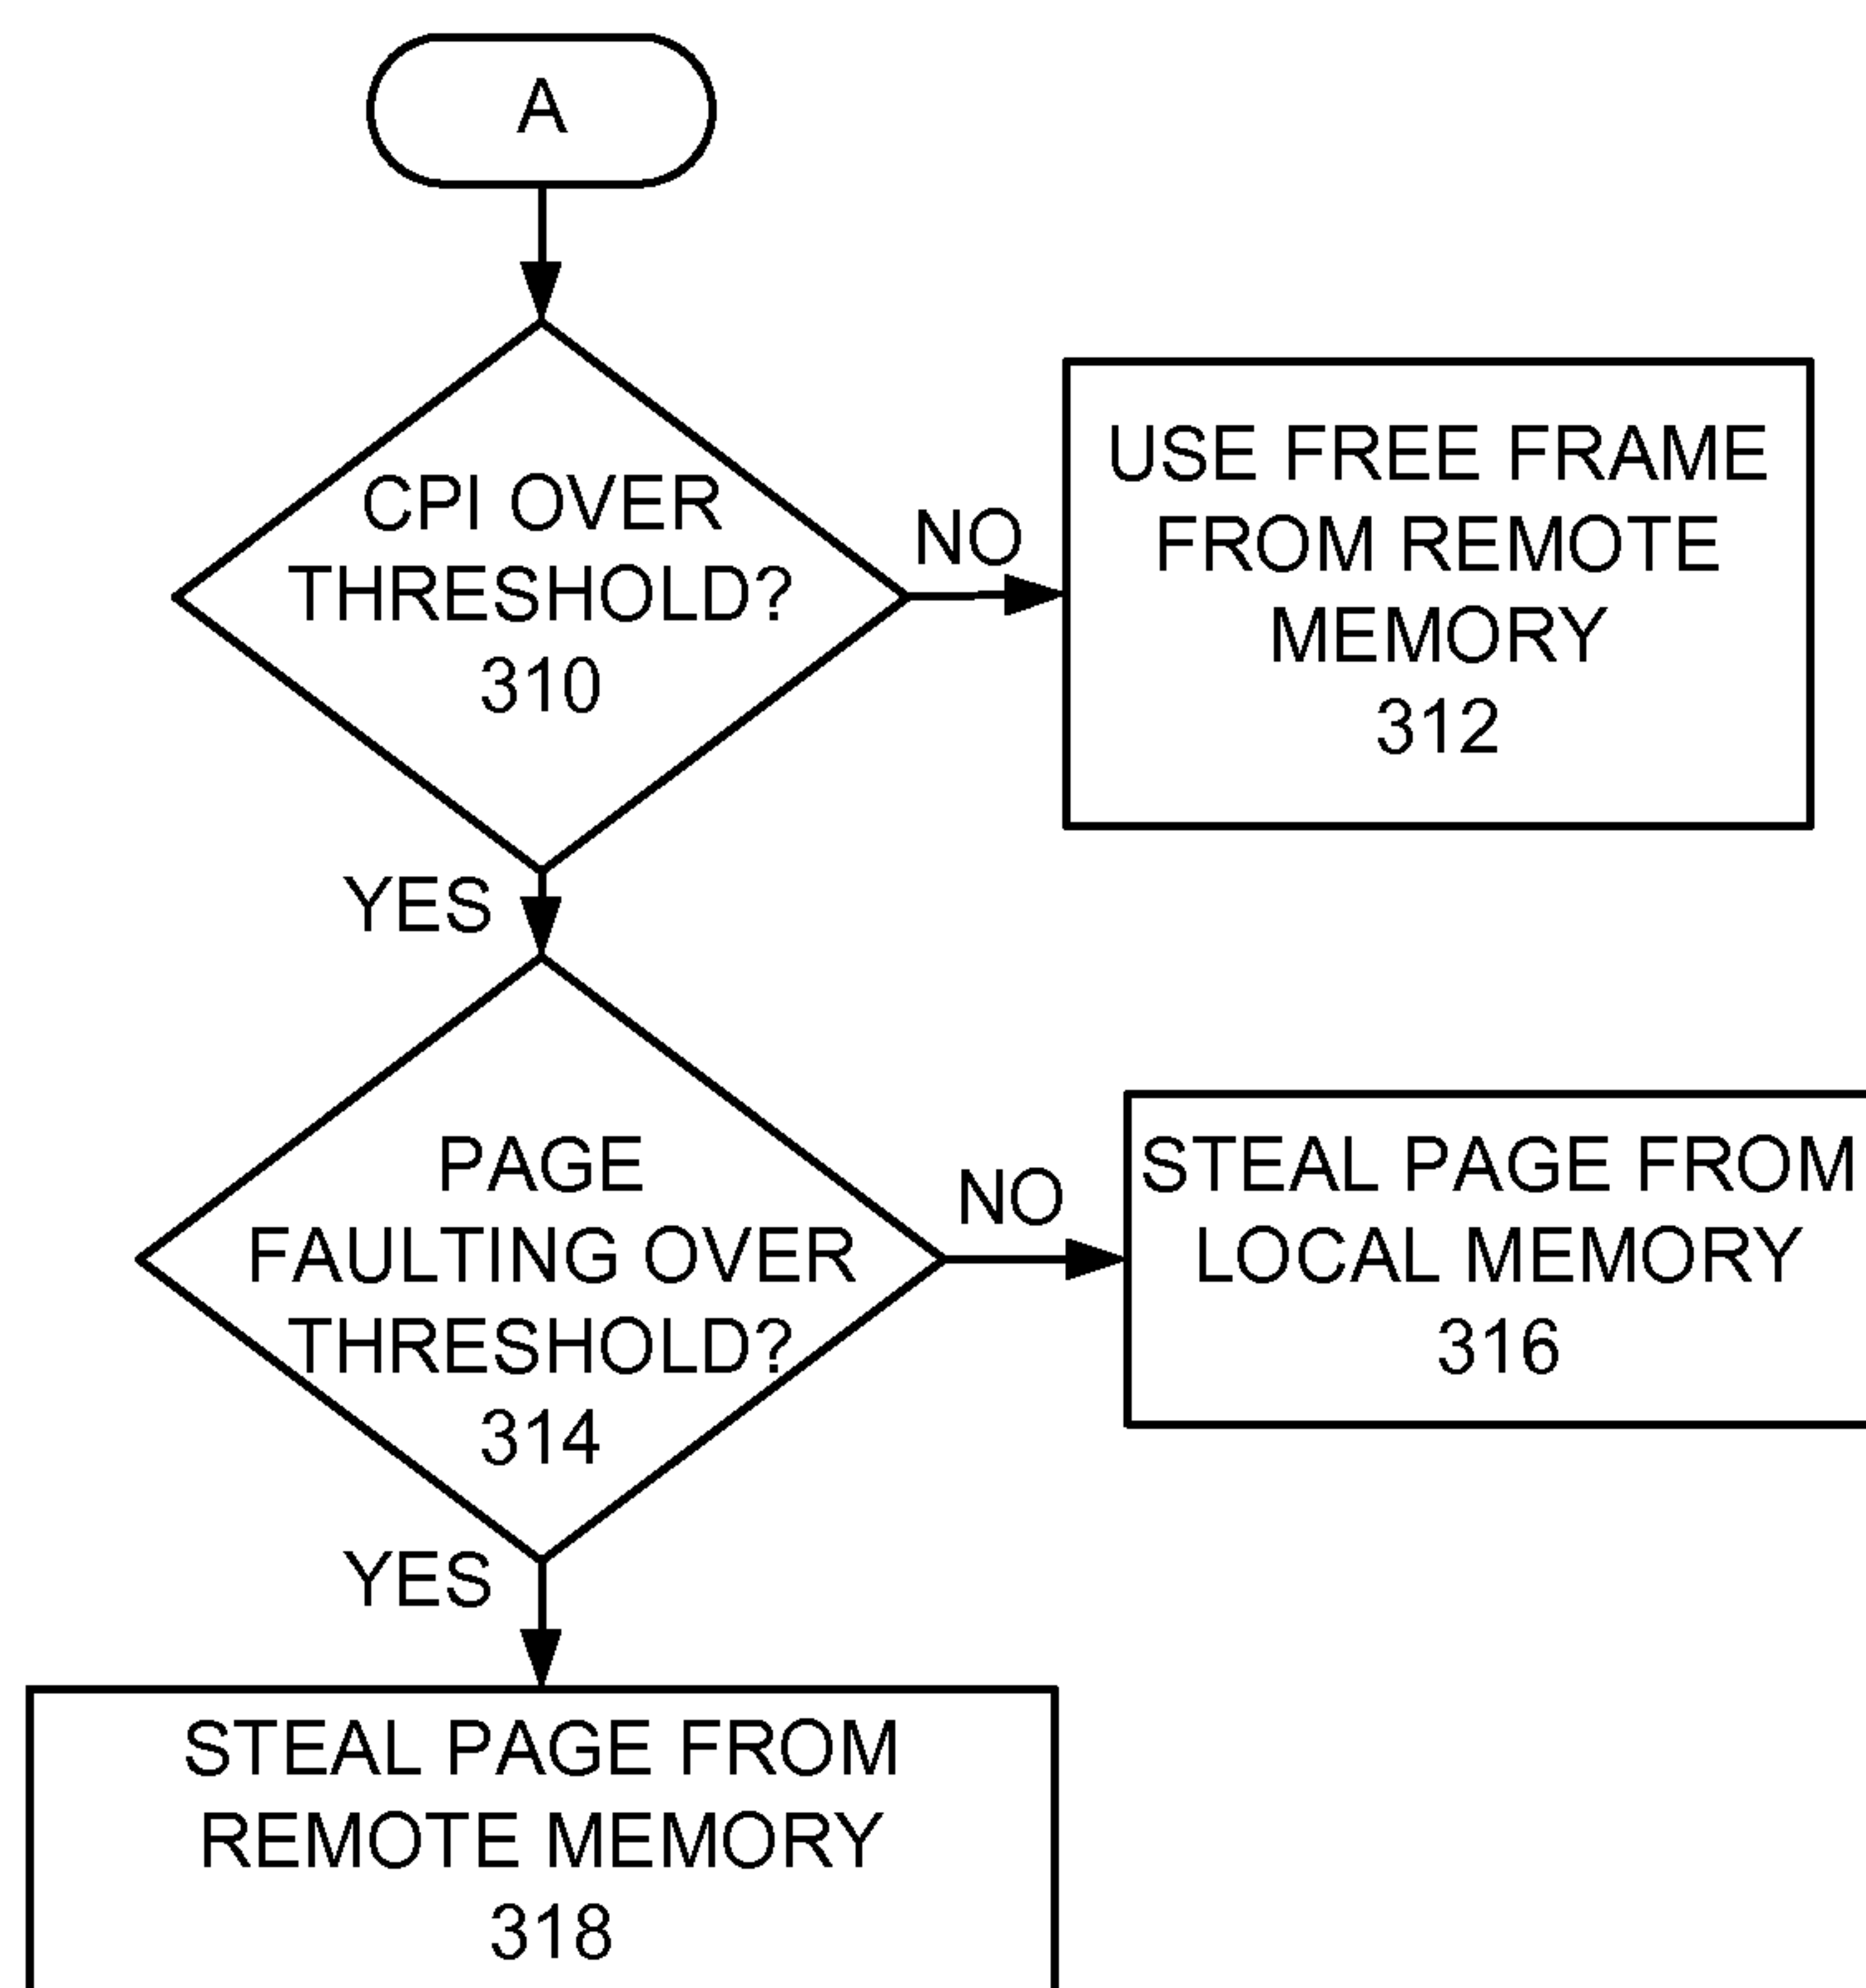 A
CPI OVER
THRESHOLD?
310
NO
USE FREE FRAME
FROM REMOTE
MEMORY
312
YES
PAGE
FAULTING OVER
THRESHOLD?
314
NO
STEAL PAGE FROM
LOCAL MEMORY
316
YES
STEAL PAGE FROM
REMOTE MEMORY
318